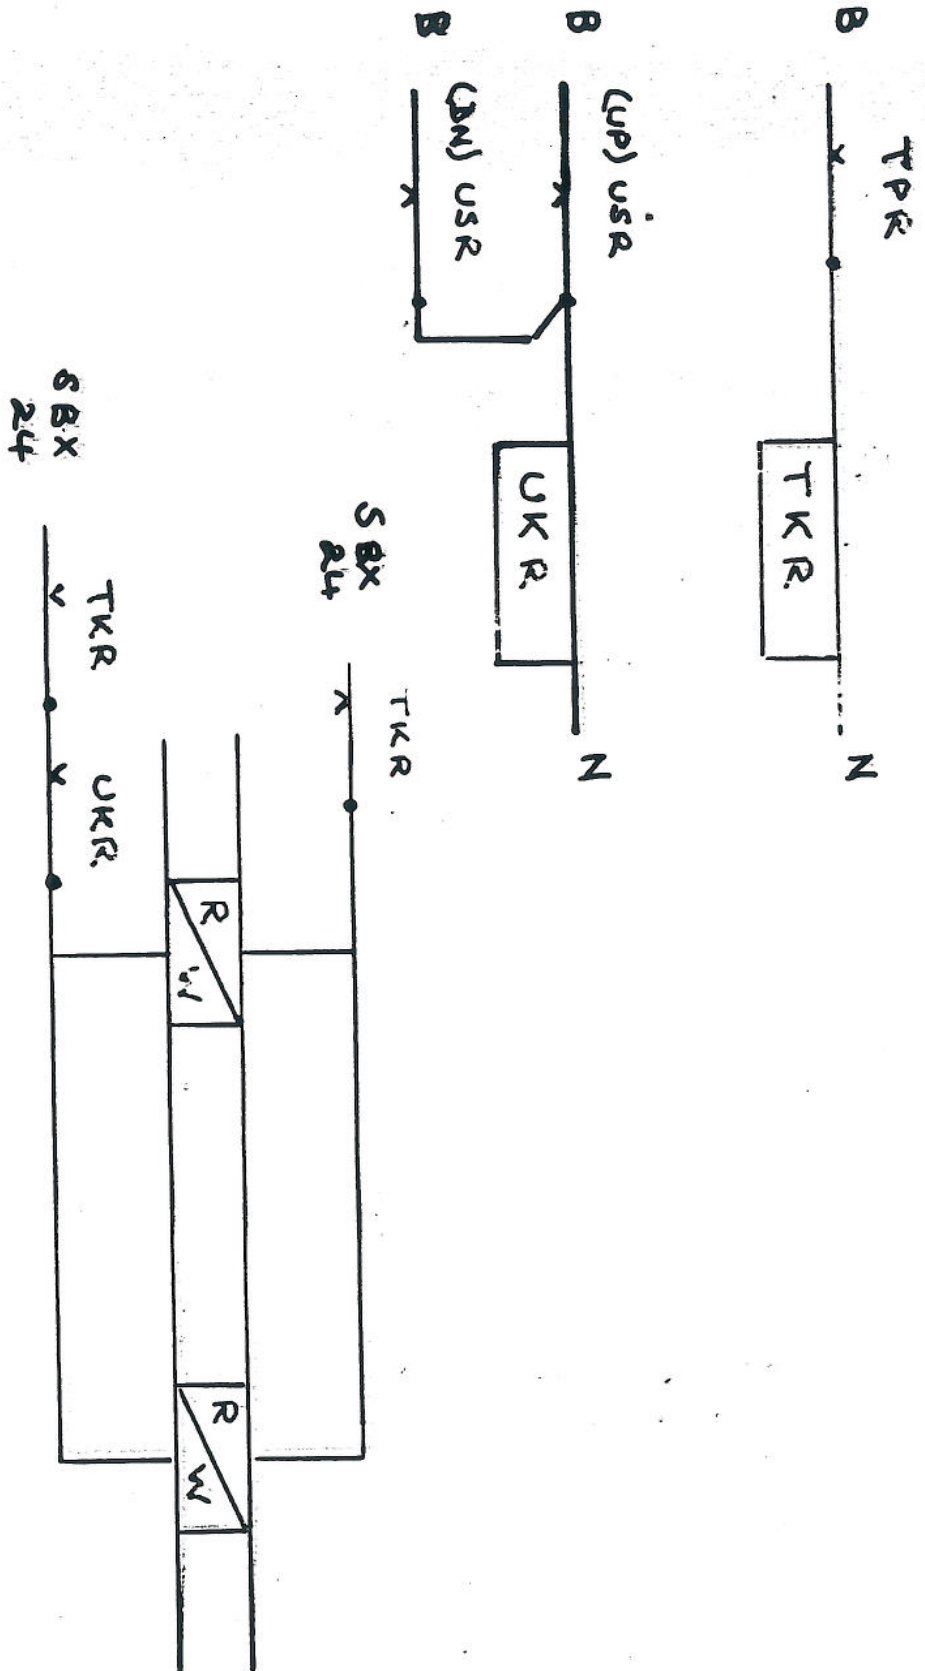 TPR
B N
TKR
(UP) USR
B N
UKR
(DN) USR
B
TKR
SBX
24
R R
W W
TKR UKR
SBX
24